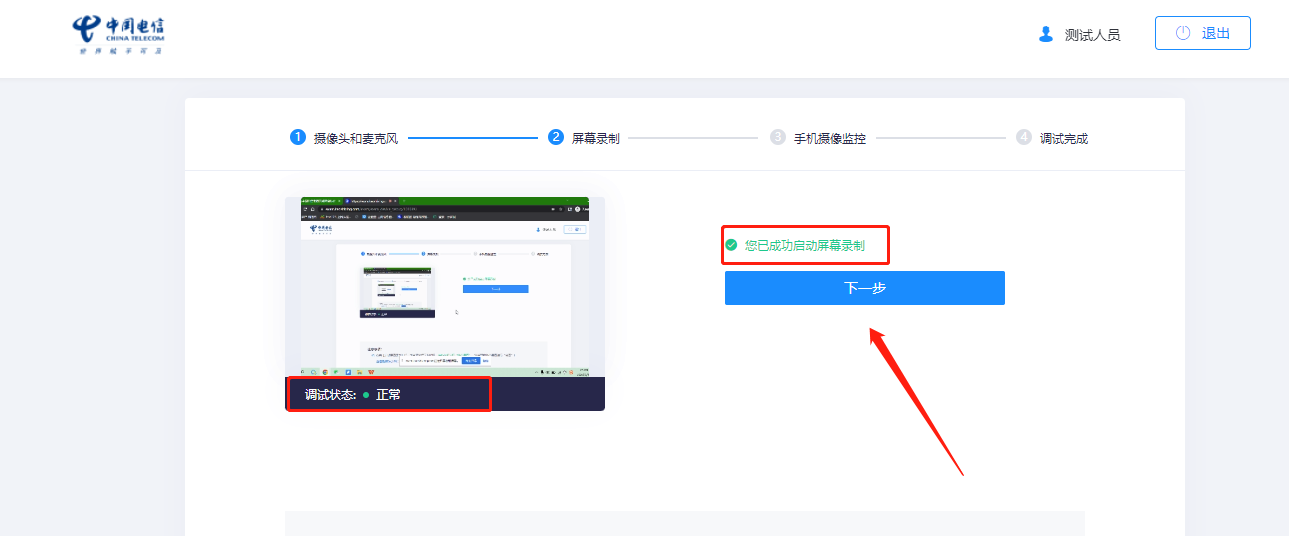 中国电信
CHINA TELECOM
测试人员
退出
1 摄像头和麦克风
2 屏幕录制
3 手机摄像监控
4 调试完成
您已成功启动屏幕录制
下一步
调试状态: 正常